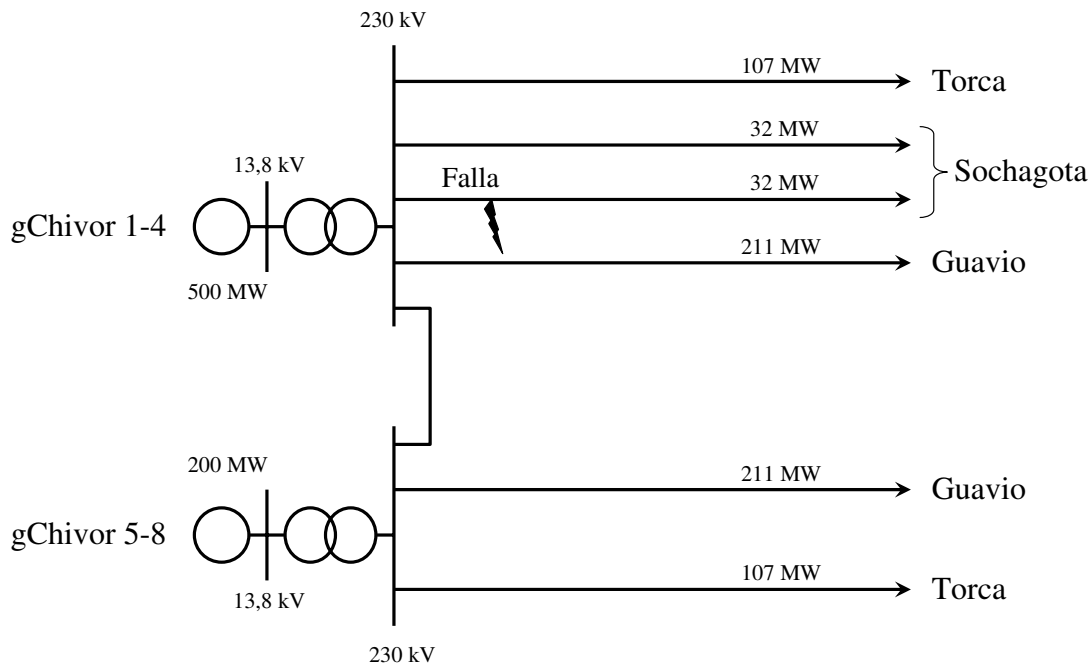 230 kV
107 MW
Torca
32 MW
13,8 kV
Falla
32 MW
Sochagota
gChivor 1-4
211 MW
Guavio
500 MW
200 MW
211 MW
Guavio
gChivor 5-8
107 MW
Torca
13,8 kV
230 kV